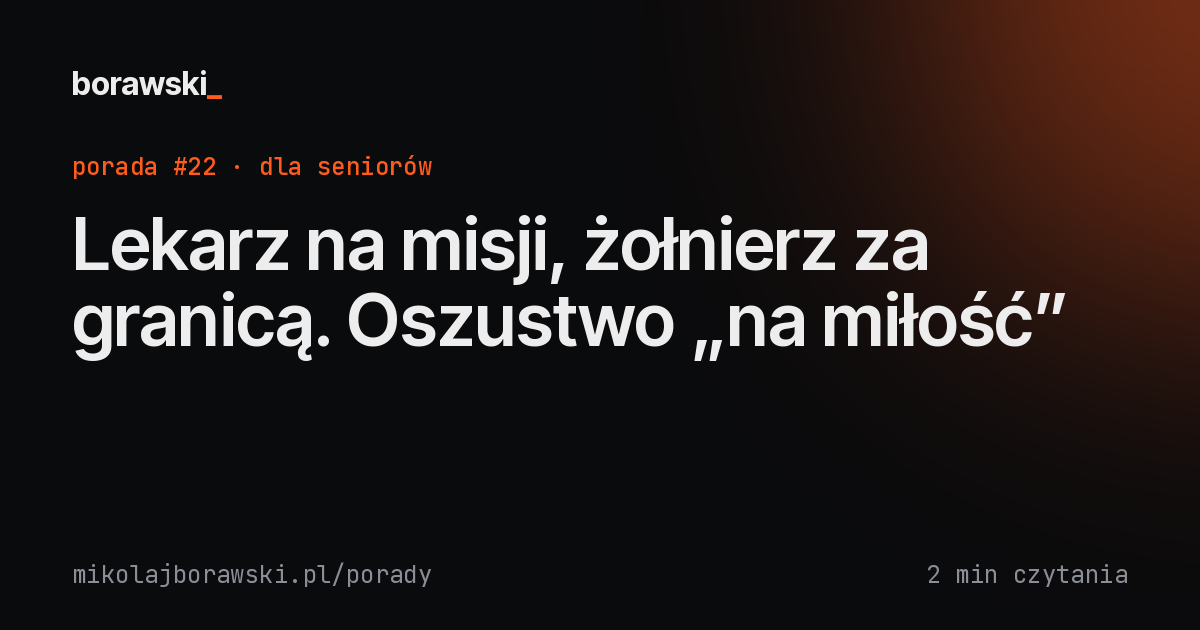 borawski_
porada #22 · dla seniorów
Lekarz na misji, żołnierz za
granicą. Oszustwo „na miłość”
mikolajborawski.pl/porady
2 min czytania